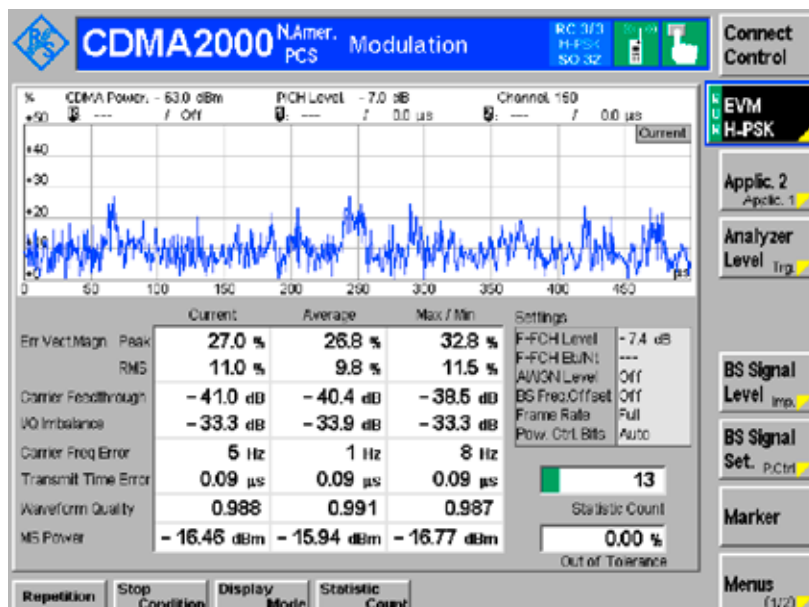 CDMA2000 N.Amer. PCS Modulation
RC 3/3
H-PSK
SO 32
Connect Control
% CDMA Power. - 63.0 dBm PICH Level - 7.0 dB Channel 150
+50 --- / Off --- / 0.0 µs --- / 0.0 µs
Current
+40
+30
+20
+10
+0
µs
0 50 100 150 200 250 300 350 400 450
Current Average Max / Min
Err Vect.Magn Peak 27.0 % 26.8 % 32.8 %
RMS 11.0 % 9.8 % 11.5 %
Carrier Feedthrough - 41.0 dB - 40.4 dB - 38.5 dB
I/Q Imbalance - 33.3 dB - 33.9 dB - 33.3 dB
Carrier Freq Error 5 Hz 1 Hz 8 Hz
Transmit Time Error 0.09 µs 0.09 µs 0.09 µs
Waveform Quality 0.988 0.991 0.987
MS Power - 16.46 dBm - 15.94 dBm - 16.77 dBm
Settings
F-FCH Level - 7.4 dB
F-FCH Eb/Nt ---
AWGN Level Off
BS Freq.Offset Off
Frame Rate Full
Pow. Ctrl. Bits Auto
13
Statistic Count
0.00 %
Out of Tolerance
RUN
EVM H-PSK
Applic. 2
Applic. 1
Analyzer Level Trg.
BS Signal Level Imp.
BS Signal Set. P.Ctrl
Marker
Menus (1/2)
Repetition
Stop Condition
Display Mode
Statistic Count